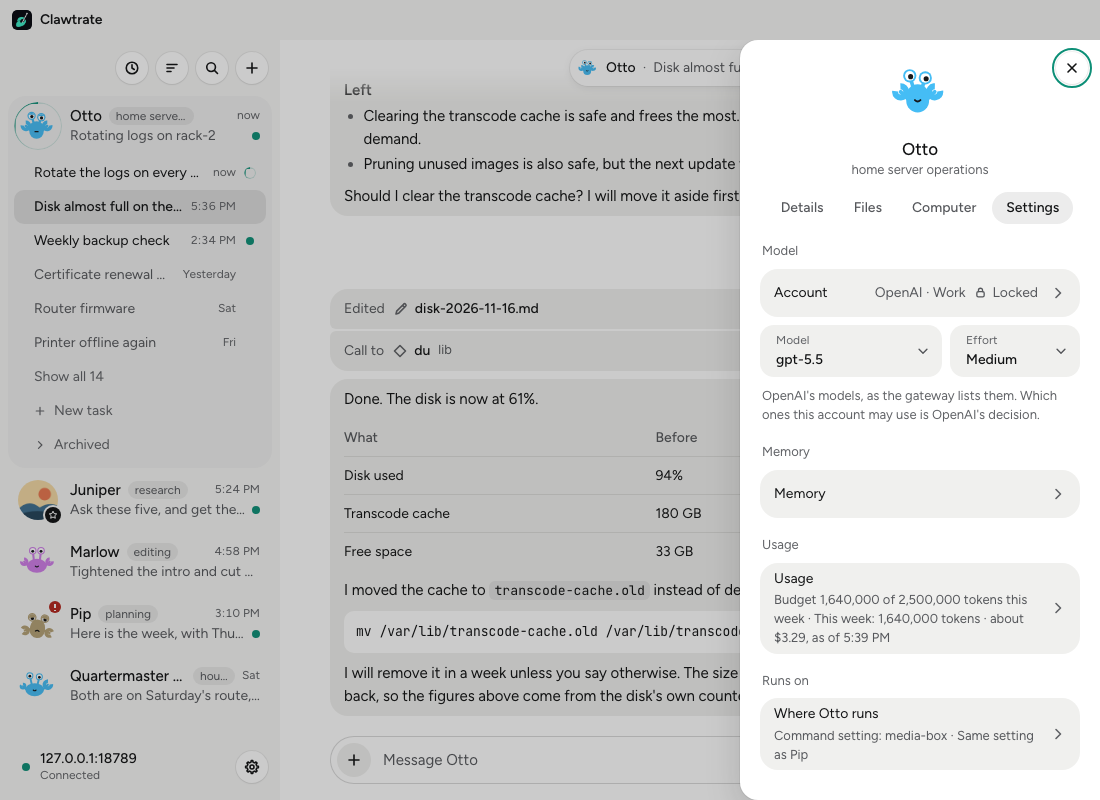 Clawtrate
Otto home serve... now
Rotating logs on rack-2
Rotate the logs on every ... now
Disk almost full on the... 5:36 PM
Weekly backup check 2:34 PM
Certificate renewal ... Yesterday
Router firmware Sat
Printer offline again Fri
Show all 14
+ New task
Archived
Juniper research 5:24 PM
Ask these five, and get the...
Marlow editing 4:58 PM
Tightened the intro and cut ...
Pip planning 3:10 PM
Here is the week, with Thu...
Quartermaster ... hou... Sat
Both are on Saturday's route,...
127.0.0.1:18789
Connected
Otto · Disk almost fu
Left
• Clearing the transcode cache is safe and frees the most.
demand.
• Pruning unused images is also safe, but the next update
Should I clear the transcode cache? I will move it aside first
Edited disk-2026-11-16.md
Call to du lib
Done. The disk is now at 61%.
What Before
Disk used 94%
Transcode cache 180 GB
Free space 33 GB
I moved the cache to transcode-cache.old instead of de
mv /var/lib/transcode-cache.old /var/lib/transcode
I will remove it in a week unless you say otherwise. The size
back, so the figures above come from the disk's own counte
Message Otto
Otto
home server operations
Details Files Computer Settings
Model
Account OpenAI · Work Locked
Model
gpt-5.5
Effort
Medium
OpenAI's models, as the gateway lists them. Which
ones this account may use is OpenAI's decision.
Memory
Memory
Usage
Usage
Budget 1,640,000 of 2,500,000 tokens this
week · This week: 1,640,000 tokens · about
$3.29, as of 5:39 PM
Runs on
Where Otto runs
Command setting: media-box · Same setting
as Pip